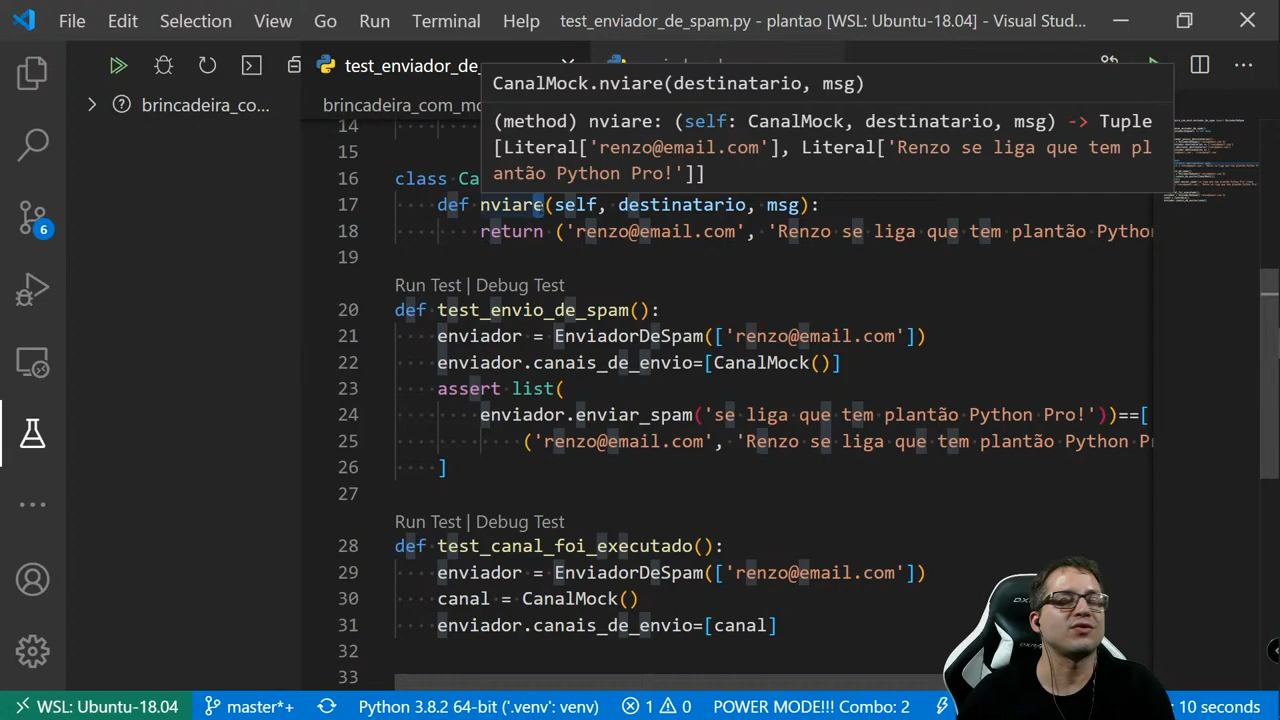 File Edit Selection View Go Run Terminal Help test_enviador_de_spam.py - plantao [WSL: Ubuntu-18.04] - Visual Stud...
test_enviador_de_
brincadeira_co...
brincadeira_com_mo
CanalMock.nviare(destinatario, msg)
(method) nviare: (self: CanalMock, destinatario, msg) -> Tuple
[Literal['renzo@email.com'], Literal['Renzo se liga que tem pl
antão Python Pro!']]
14
15
16 class Ca
17 def nviare(self, destinatario, msg):
18 return ('renzo@email.com', 'Renzo se liga que tem plantão Python
19
Run Test | Debug Test
20 def test_envio_de_spam():
21 enviador = EnviadorDeSpam(['renzo@email.com'])
22 enviador.canais_de_envio=[CanalMock()]
23 assert list(
24 enviador.enviar_spam('se liga que tem plantão Python Pro!'))==[
25 ('renzo@email.com', 'Renzo se liga que tem plantão Python P
26 ]
27
Run Test | Debug Test
28 def test_canal_foi_executado():
29 enviador = EnviadorDeSpam(['renzo@email.com'])
30 canal = CanalMock()
31 enviador.canais_de_envio=[canal]
32
33
6
WSL: Ubuntu-18.04 master*+ Python 3.8.2 64-bit ('.venv': venv) 1 0 POWER MODE!!! Combo: 2 10 seconds